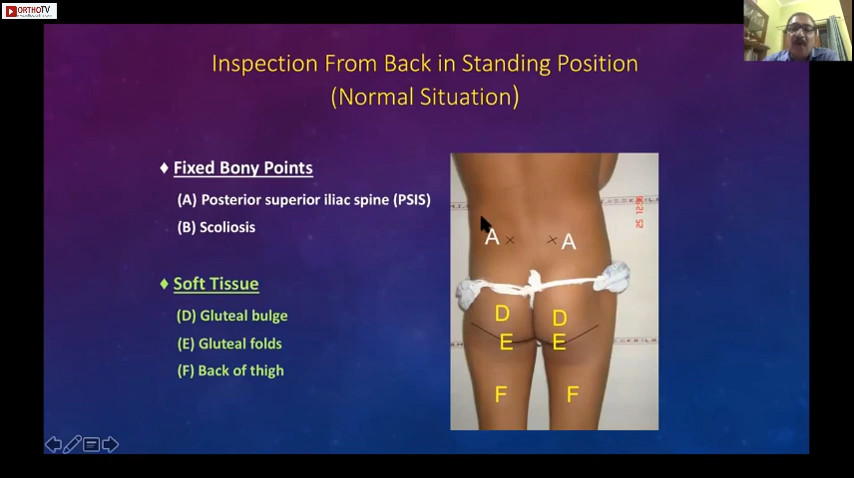 ORTHOTV
Inspection From Back in Standing Position
(Normal Situation)
♦ Fixed Bony Points
(A) Posterior superior iliac spine (PSIS)
(B) Scoliosis
♦ Soft Tissue
(D) Gluteal bulge
(E) Gluteal folds
(F) Back of thigh
A A
D D
E E
F F